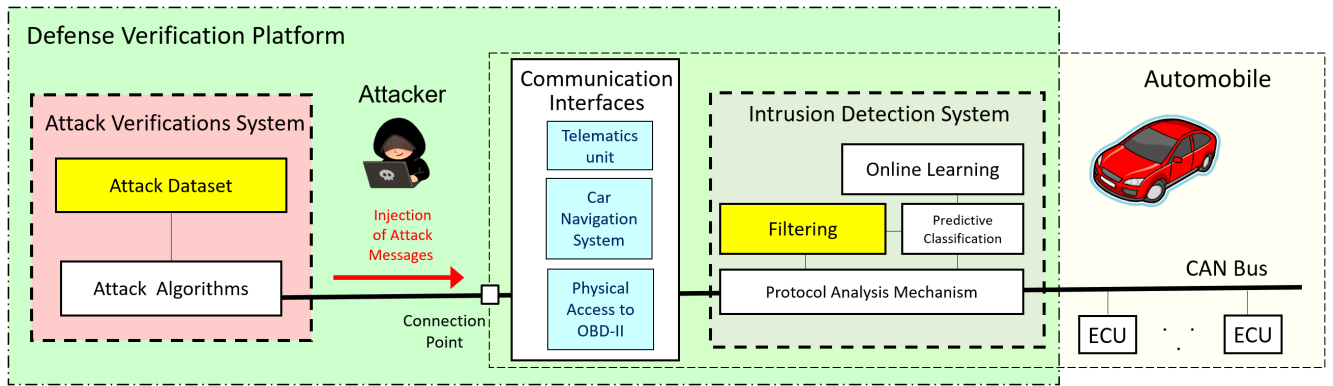 Defense Verification Platform
Attack Verifications System
Attack Dataset
Attack Algorithms
Attacker
Injection
of Attack
Messages
Connection
Point
Communication
Interfaces
Telematics
unit
Car
Navigation
System
Physical
Access to
OBD-II
Intrusion Detection System
Online Learning
Filtering
Predictive
Classification
Protocol Analysis Mechanism
Automobile
CAN Bus
ECU
ECU